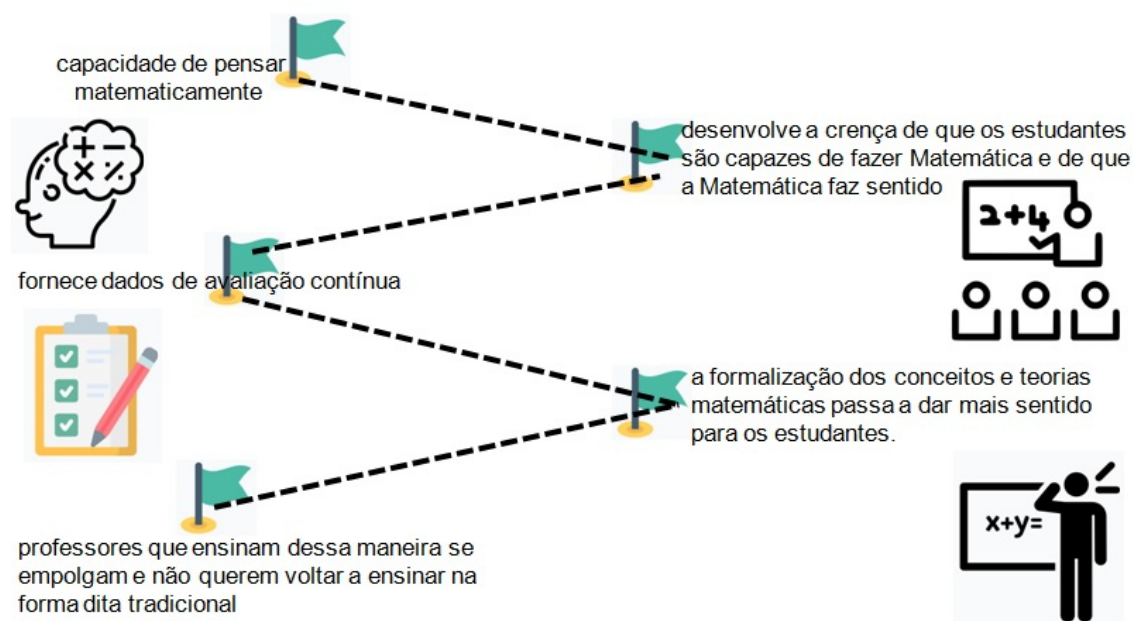 capacidade de pensar
matematicamente
desenvolve a crença de que os estudantes
são capazes de fazer Matemática e de que
a Matemática faz sentido
2+4
fornece dados de avaliação contínua
a formalização dos conceitos e teorias
matemáticas passa a dar mais sentido
para os estudantes.
x+y=
professores que ensinam dessa maneira se
empolgam e não querem voltar a ensinar na
forma dita tradicional